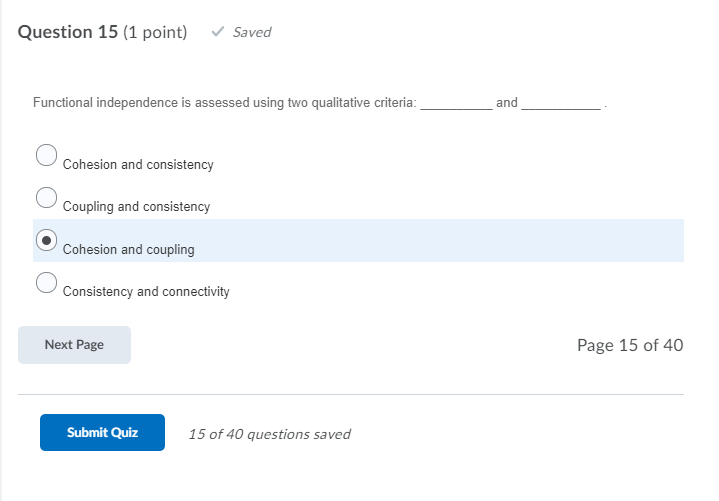 Question 15 (1 point) ✓ Saved
Functional independence is assessed using two qualitative criteria: __________ and ___________ .
Cohesion and consistency
Coupling and consistency
Cohesion and coupling
Consistency and connectivity
Next Page Page 15 of 40
Submit Quiz 15 of 40 questions saved